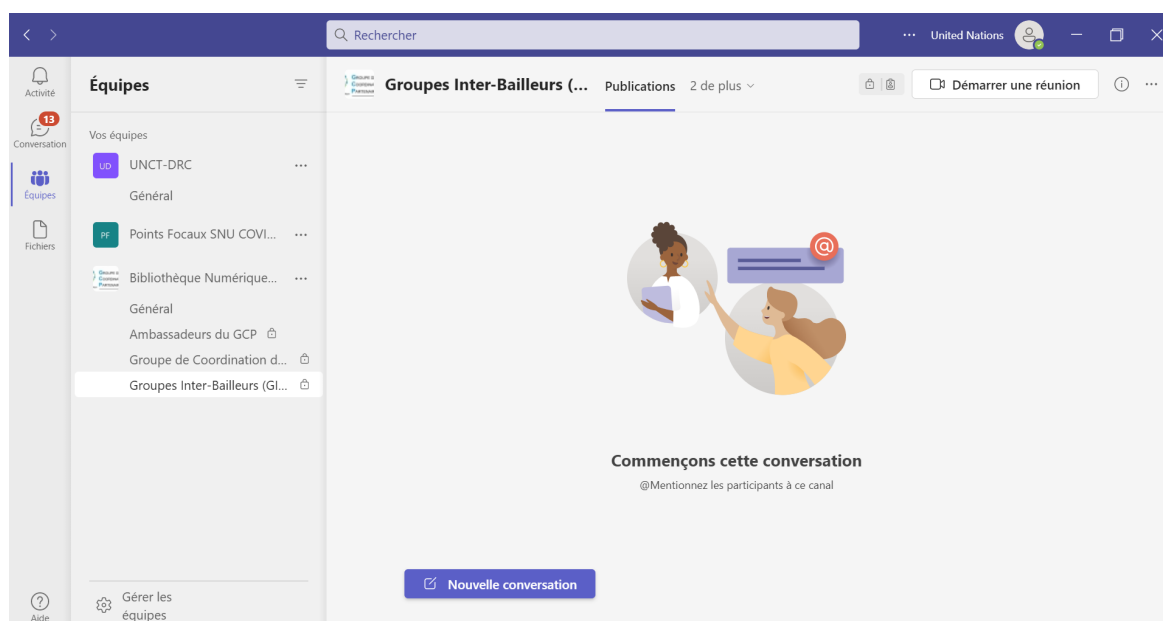 Rechercher
... United Nations
Activité
13
Conversation
Équipes
Fichiers
Aide
Équipes
Vos équipes
UD UNCT-DRC ...
Général
PF Points Focaux SNU COVI... ...
Bibliothèque Numérique... ...
Général
Ambassadeurs du GCP
Groupe de Coordination d...
Groupes Inter-Bailleurs (GI...
Gérer les
équipes
Groupes Inter-Bailleurs (... Publications 2 de plus
Démarrer une réunion ...
@
Commençons cette conversation
@Mentionnez les participants à ce canal
Nouvelle conversation